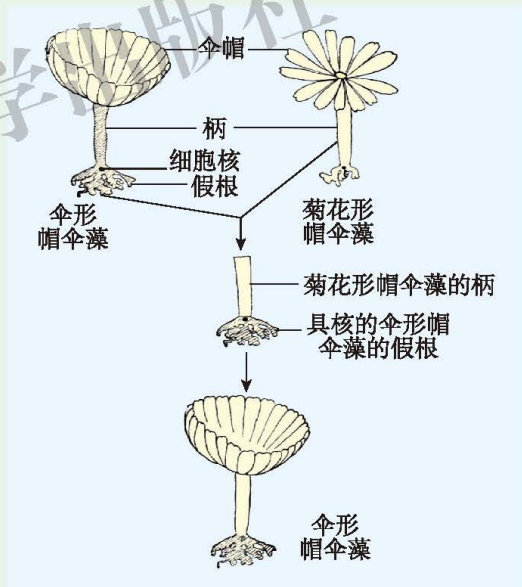 学出版社
伞帽
柄
细胞核
假根
伞形
帽伞藻
菊花形
帽伞藻
菊花形帽伞藻的柄
具核的伞形帽
伞藻的假根
伞形
帽伞藻